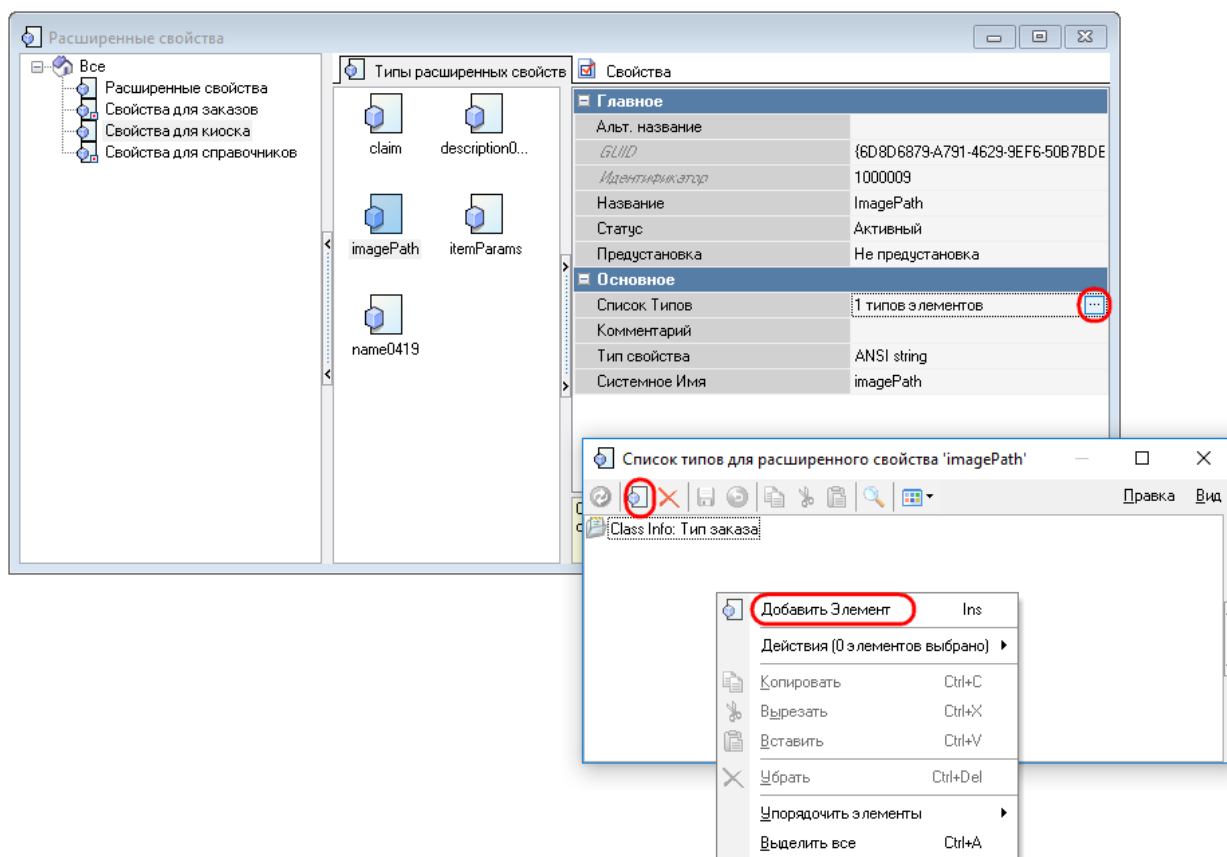 Расширенные свойства
Все
Расширенные свойства
Свойства для заказов
Свойства для киоска
Свойства для справочников
Типы расширенных свойств
claim
description0...
imagePath
itemParams
name0419
Свойства
Главное
Альт. название
GUID {6D8D6879-A791-4629-9EF6-50B7BDE
Идентификатор 1000009
Название ImagePath
Статус Активный
Предустановка Не предустановка
Основное
Список Типов 1 типов элементов ...
Комментарий
Тип свойства ANSI string
Системное Имя imagePath
Список типов для расширенного свойства 'imagePath'
Правка Вид
Class Info: Тип заказа
Добавить Элемент Ins
Действия (0 элементов выбрано)
Копировать Ctrl+C
Вырезать Ctrl+X
Вставить Ctrl+V
Убрать Ctrl+Del
Упорядочить элементы
Выделить все Ctrl+A